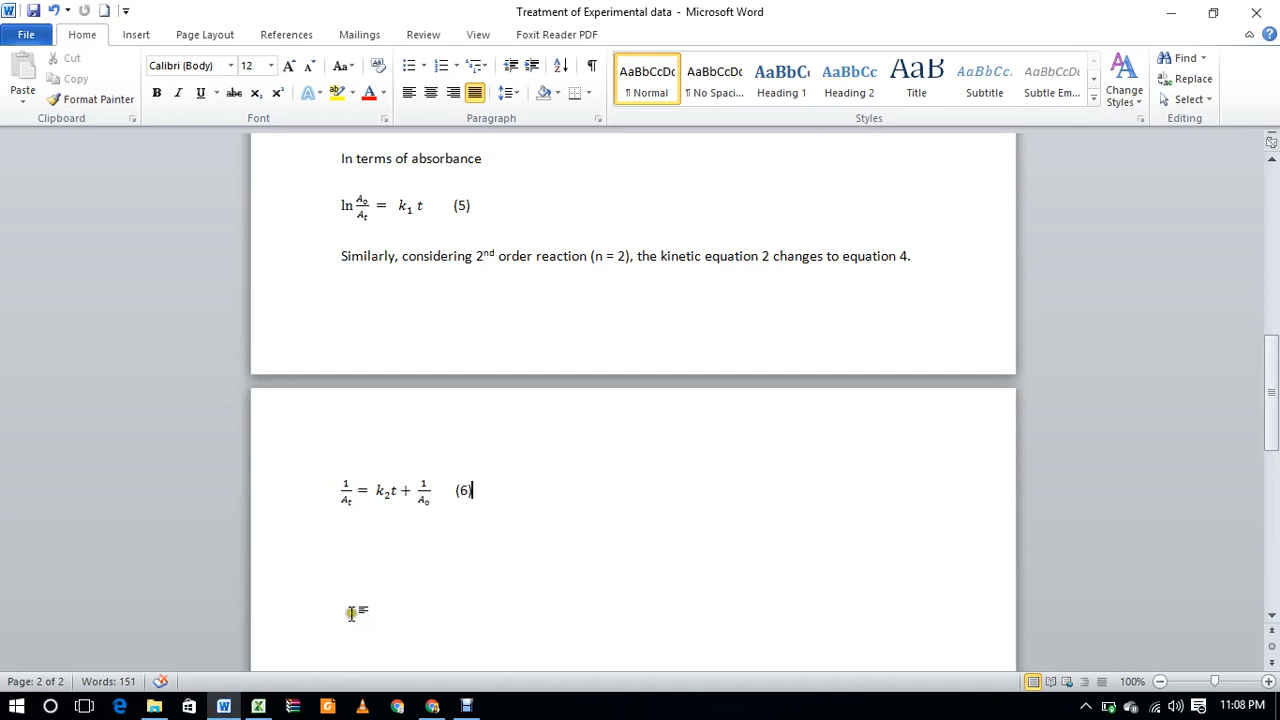 Treatment of Experimental data - Microsoft Word
File Home Insert Page Layout References Mailings Review View Foxit Reader PDF
Paste
Cut
Copy
Format Painter
Clipboard
Calibri (Body) 12
Font
Paragraph
AaBbCcDc AaBbCcDc AaBbCc AaBbCc AaB AaBbCc. AaBbCcDc
¶ Normal ¶ No Spaci... Heading 1 Heading 2 Title Subtitle Subtle Em...
Change Styles
Styles
Find
Replace
Select
Editing
In terms of absorbance
ln A₀/Aₜ = k₁ t (5)
Similarly, considering 2nd order reaction (n = 2), the kinetic equation 2 changes to equation 4.
1/Aₜ = k₂t + 1/A₀ (6)
Page: 2 of 2 Words: 151 100%
11:08 PM